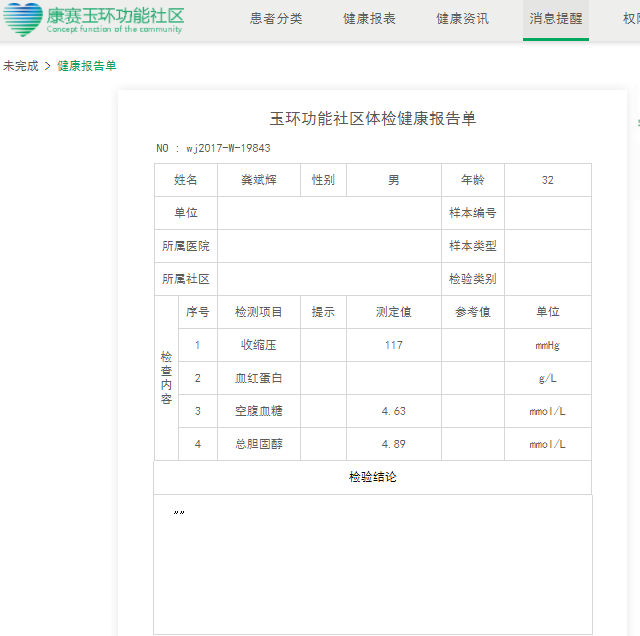 康赛玉环功能社区
Concept function of the community
患者分类 健康报表 健康资讯 消息提醒
未完成 > 健康报告单
玉环功能社区体检健康报告单
NO : wj2017-W-19843
姓名 龚斌辉 性别 男 年龄 32
单位 样本编号
所属医院 样本类型
所属社区 检验类别
检查内容
序号 检测项目 提示 测定值 参考值 单位
1 收缩压 117 mmHg
2 血红蛋白 g/L
3 空腹血糖 4.63 mmol/L
4 总胆固醇 4.89 mmol/L
检验结论
""